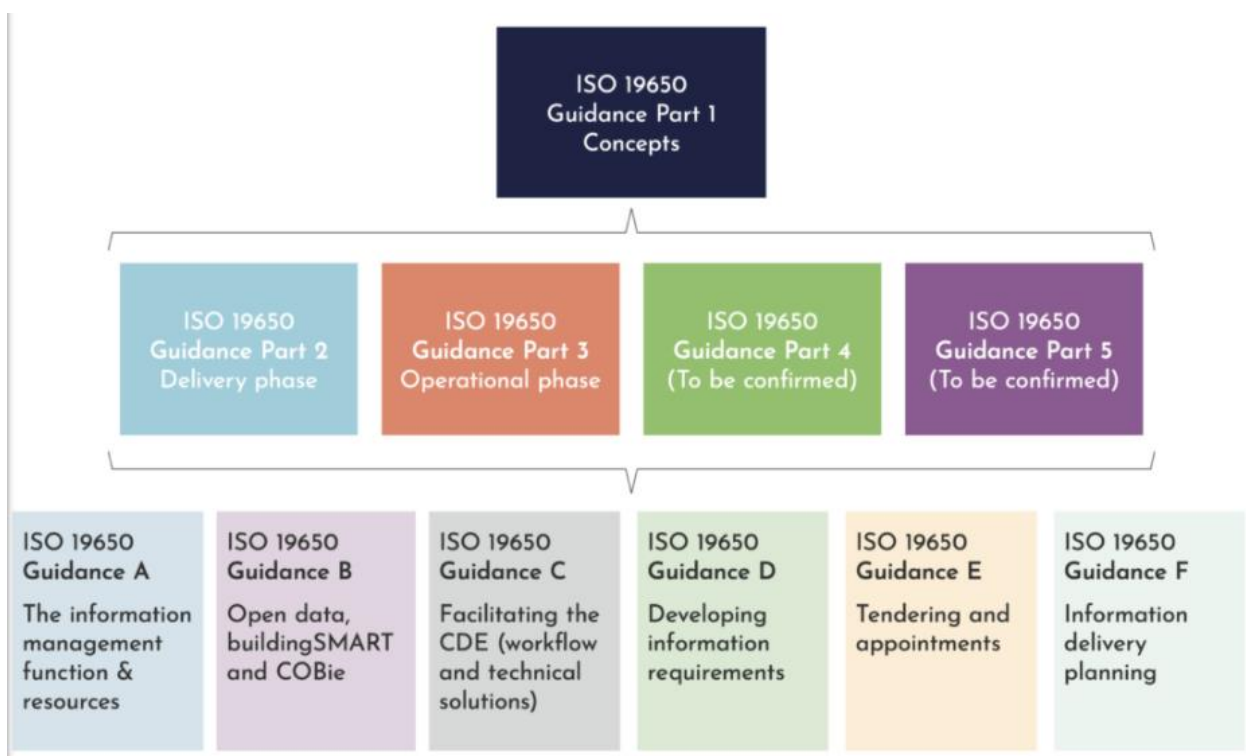 ISO 19650
Guidance Part 1
Concepts
ISO 19650
Guidance Part 2
Delivery phase
ISO 19650
Guidance Part 3
Operational phase
ISO 19650
Guidance Part 4
(To be confirmed)
ISO 19650
Guidance Part 5
(To be confirmed)
ISO 19650
Guidance A
The information
management
function &
resources
ISO 19650
Guidance B
Open data,
buildingSMART
and COBie
ISO 19650
Guidance C
Facilitating the
CDE (workflow
and technical
solutions)
ISO 19650
Guidance D
Developing
information
requirements
ISO 19650
Guidance E
Tendering and
appointments
ISO 19650
Guidance F
Information
delivery
planning